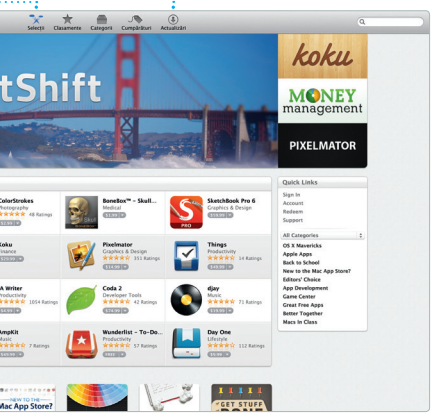 Selecții Clasamente Categorii Cumpărături Actualizări
tShift
koku
MONEY
management
PIXELMATOR
ColorStrokes
Photography
48 Ratings
BoneBox™ – Skull...
Medical
SketchBook Pro 6
Graphics & Design
PRO
Koku
Finance
Pixelmator
Graphics & Design
Things
Productivity
14 Ratings
iA Writer
Productivity
1054 Ratings
Coda 2
Developer Tools
42 Ratings
djay
Music
71 Ratings
AmpKit
Music
7 Ratings
Wunderlist – To-Do...
Productivity
57 Ratings
FREE
Day One
Lifestyle
112 Ratings
Quick Links
Sign In
Account
Redeem
Support
All Categories
OS X Mavericks
Apple Apps
Back to School
New to the Mac App Store?
Editors' Choice
App Development
Game Center
Great Free Apps
Better Together
Macs In Class
NEW TO THE
Mac App Store?
GET STUFF
DONE